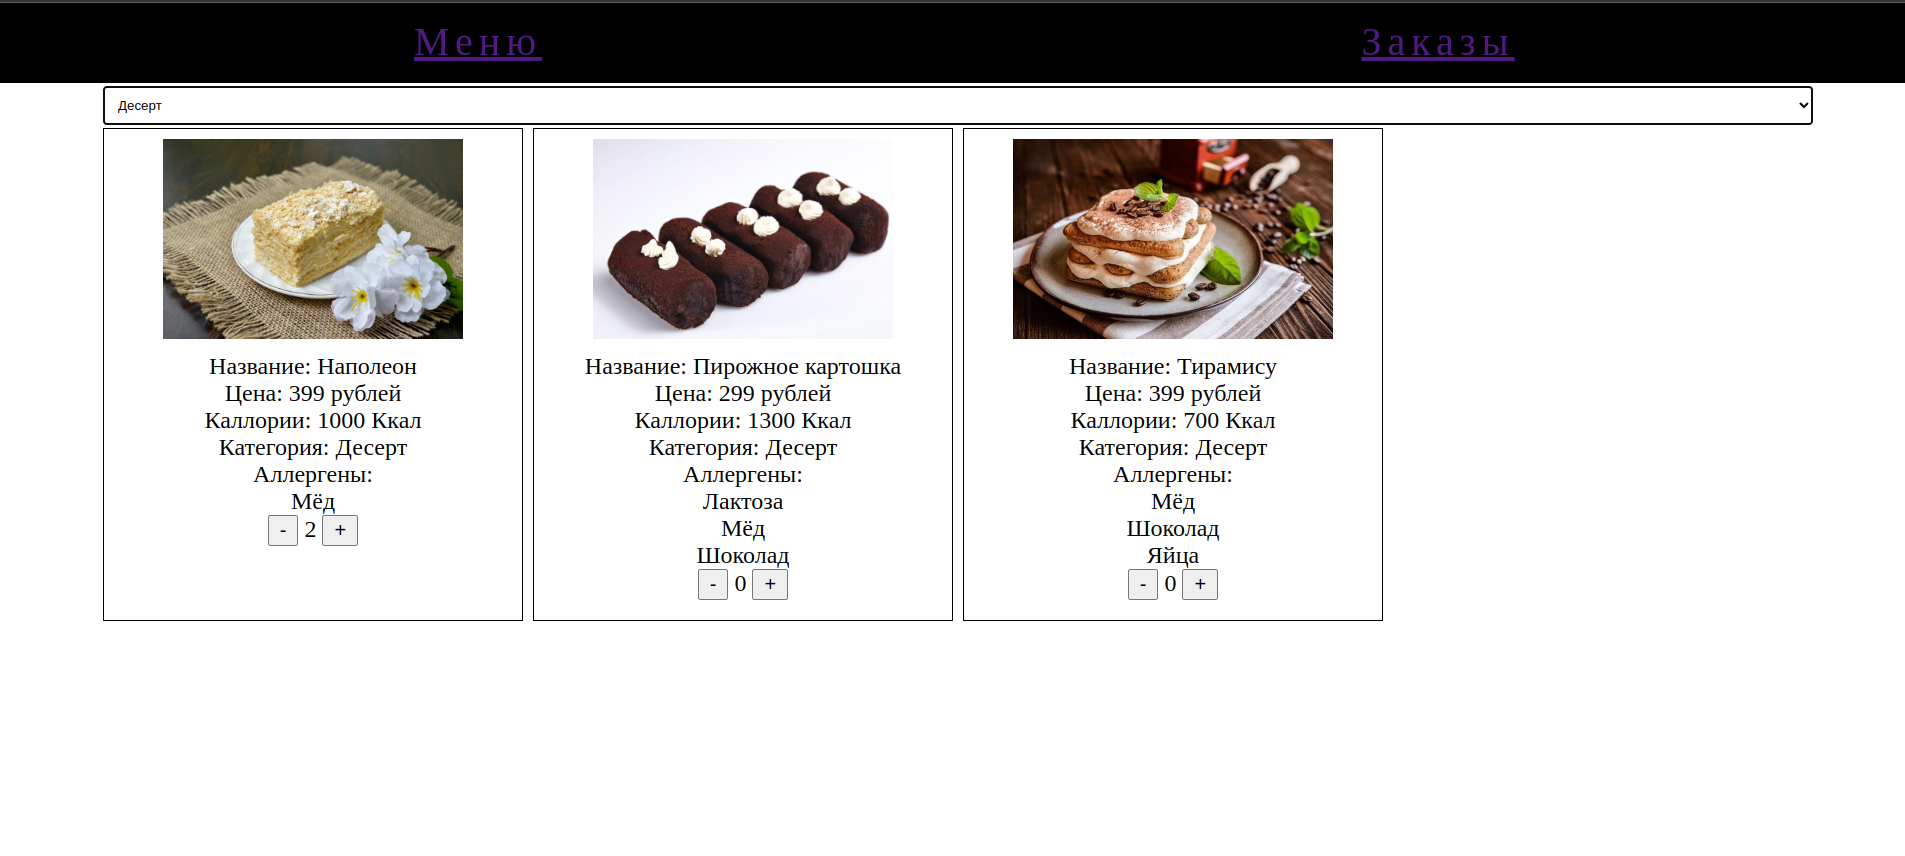 Меню
Заказы
Десерт
Название: Наполеон
Цена: 399 рублей
Каллории: 1000 Ккал
Категория: Десерт
Аллергены:
Мёд
- 2 +
Название: Пирожное картошка
Цена: 299 рублей
Каллории: 1300 Ккал
Категория: Десерт
Аллергены:
Лактоза
Мёд
Шоколад
- 0 +
Название: Тирамису
Цена: 399 рублей
Каллории: 700 Ккал
Категория: Десерт
Аллергены:
Мёд
Шоколад
Яйца
- 0 +